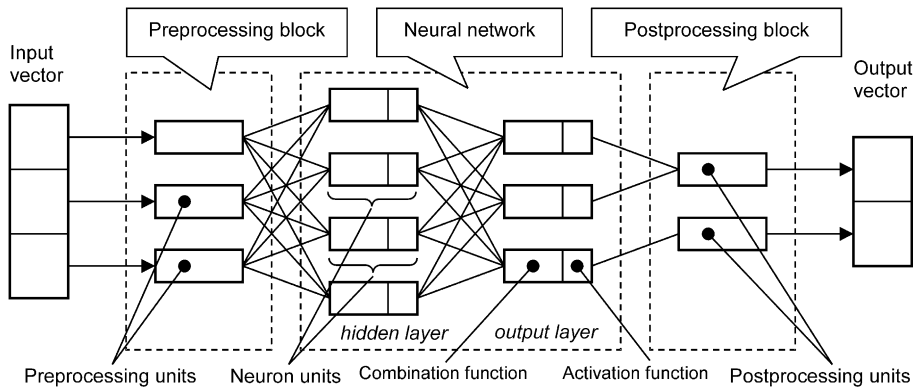 Preprocessing block
Neural network
Postprocessing block
Input
vector
Output
vector
hidden layer
output layer
Preprocessing units
Neuron units
Combination function
Activation function
Postprocessing units